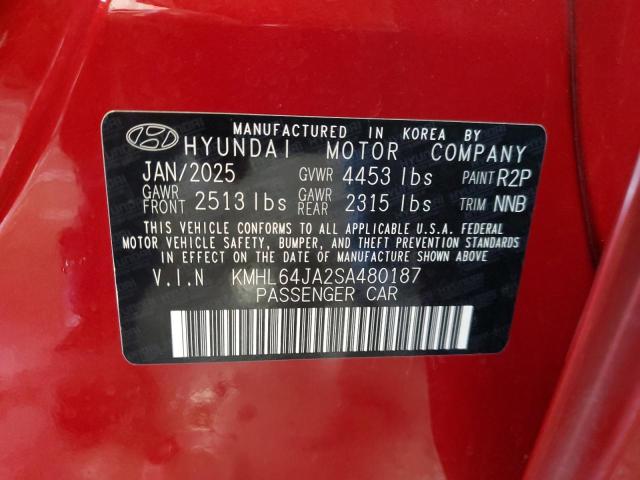 MANUFACTURED IN KOREA BY
HYUNDAI MOTOR COMPANY
JAN/2025 GVWR 4453 lbs PAINT R2P
GAWR FRONT 2513 lbs GAWR REAR 2315 lbs TRIM NNB
THIS VEHICLE CONFORMS TO ALL APPLICABLE U.S.A. FEDERAL
MOTOR VEHICLE SAFETY, BUMPER, AND THEFT PREVENTION STANDARDS
IN EFFECT ON THE DATE OF MANUFACTURE SHOWN ABOVE
V.I.N KMHL64JA2SA480187
PASSENGER CAR